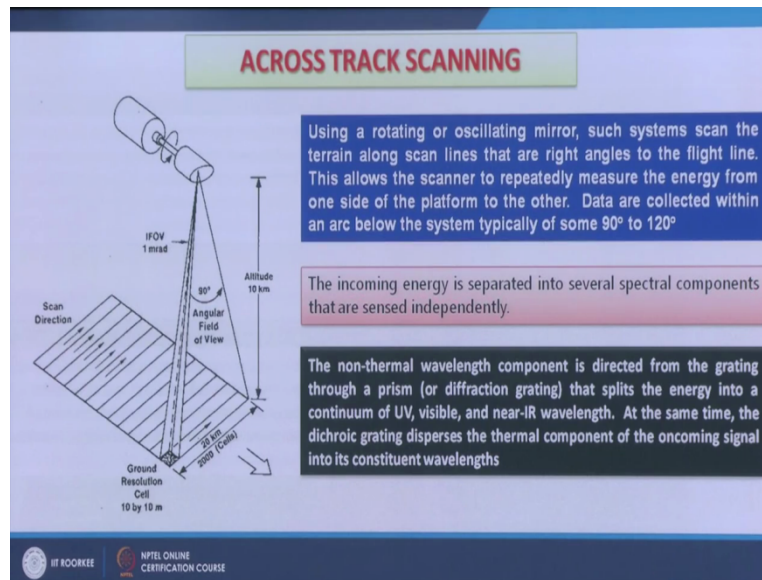 ACROSS TRACK SCANNING
Using a rotating or oscillating mirror, such systems scan the
terrain along scan lines that are right angles to the flight line.
This allows the scanner to repeatedly measure the energy from
one side of the platform to the other. Data are collected within
an arc below the system typically of some 90° to 120°
The incoming energy is separated into several spectral components
that are sensed independently.
The non-thermal wavelength component is directed from the grating
through a prism (or diffraction grating) that splits the energy into a
continuum of UV, visible, and near-IR wavelength. At the same time, the
dichroic grating disperses the thermal component of the oncoming signal
into its constituent wavelengths
IFOV
1 mrad
Altitude
10 km
90°
Angular
Field
of View
Scan
Direction
20 km
2000 (Cells)
Ground
Resolution
Cell
10 by 10 m
IIT ROORKEE
NPTEL ONLINE
CERTIFICATION COURSE